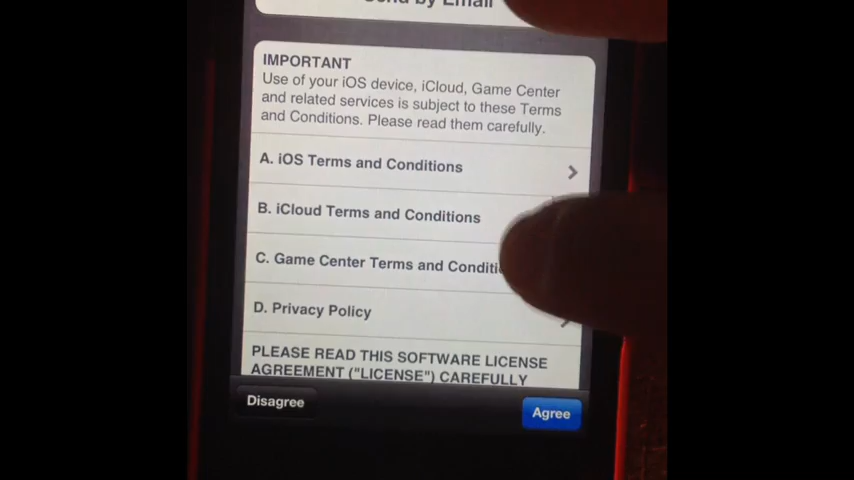 Send by Email
IMPORTANT
Use of your iOS device, iCloud, Game Center
and related services is subject to these Terms
and Conditions. Please read them carefully.
A. iOS Terms and Conditions
B. iCloud Terms and Conditions
C. Game Center Terms and Conditi
D. Privacy Policy
PLEASE READ THIS SOFTWARE LICENSE
AGREEMENT ("LICENSE") CAREFULLY
Disagree
Agree